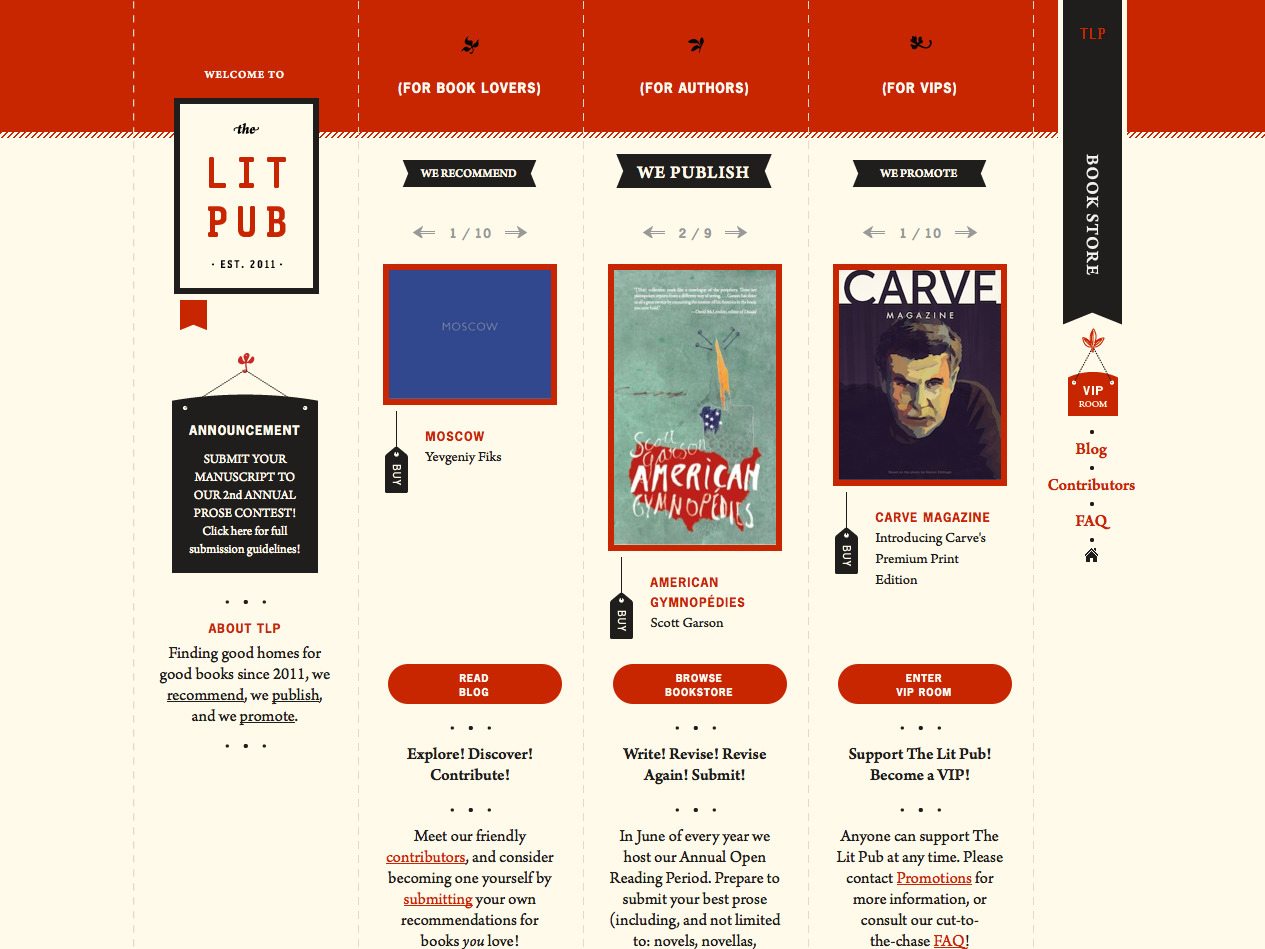 WELCOME TO
the
LIT
PUB
· EST. 2011 ·
ANNOUNCEMENT
SUBMIT YOUR
MANUSCRIPT TO
OUR 2nd ANNUAL
PROSE CONTEST!
Click here for full
submission guidelines!
ABOUT TLP
Finding good homes for
good books since 2011, we
recommend, we publish,
and we promote.
(FOR BOOK LOVERS)
WE RECOMMEND
1 / 10
MOSCOW
BUY
MOSCOW
Yevgeniy Fiks
READ
BLOG
Explore! Discover!
Contribute!
Meet our friendly
contributors, and consider
becoming one yourself by
submitting your own
recommendations for
books you love!
(FOR AUTHORS)
WE PUBLISH
2 / 9
Scott
Garson
AMERICAN
GYMNOPÉDIES
BUY
AMERICAN
GYMNOPÉDIES
Scott Garson
BROWSE
BOOKSTORE
Write! Revise! Revise
Again! Submit!
In June of every year we
host our Annual Open
Reading Period. Prepare to
submit your best prose
(including, and not limited
to: novels, novellas,
(FOR VIPS)
WE PROMOTE
1 / 10
CARVE
MAGAZINE
BUY
CARVE MAGAZINE
Introducing Carve's
Premium Print
Edition
ENTER
VIP ROOM
Support The Lit Pub!
Become a VIP!
Anyone can support The
Lit Pub at any time. Please
contact Promotions for
more information, or
consult our cut-to-
the-chase FAQ!
TLP
BOOK STORE
VIP
ROOM
Blog
Contributors
FAQ